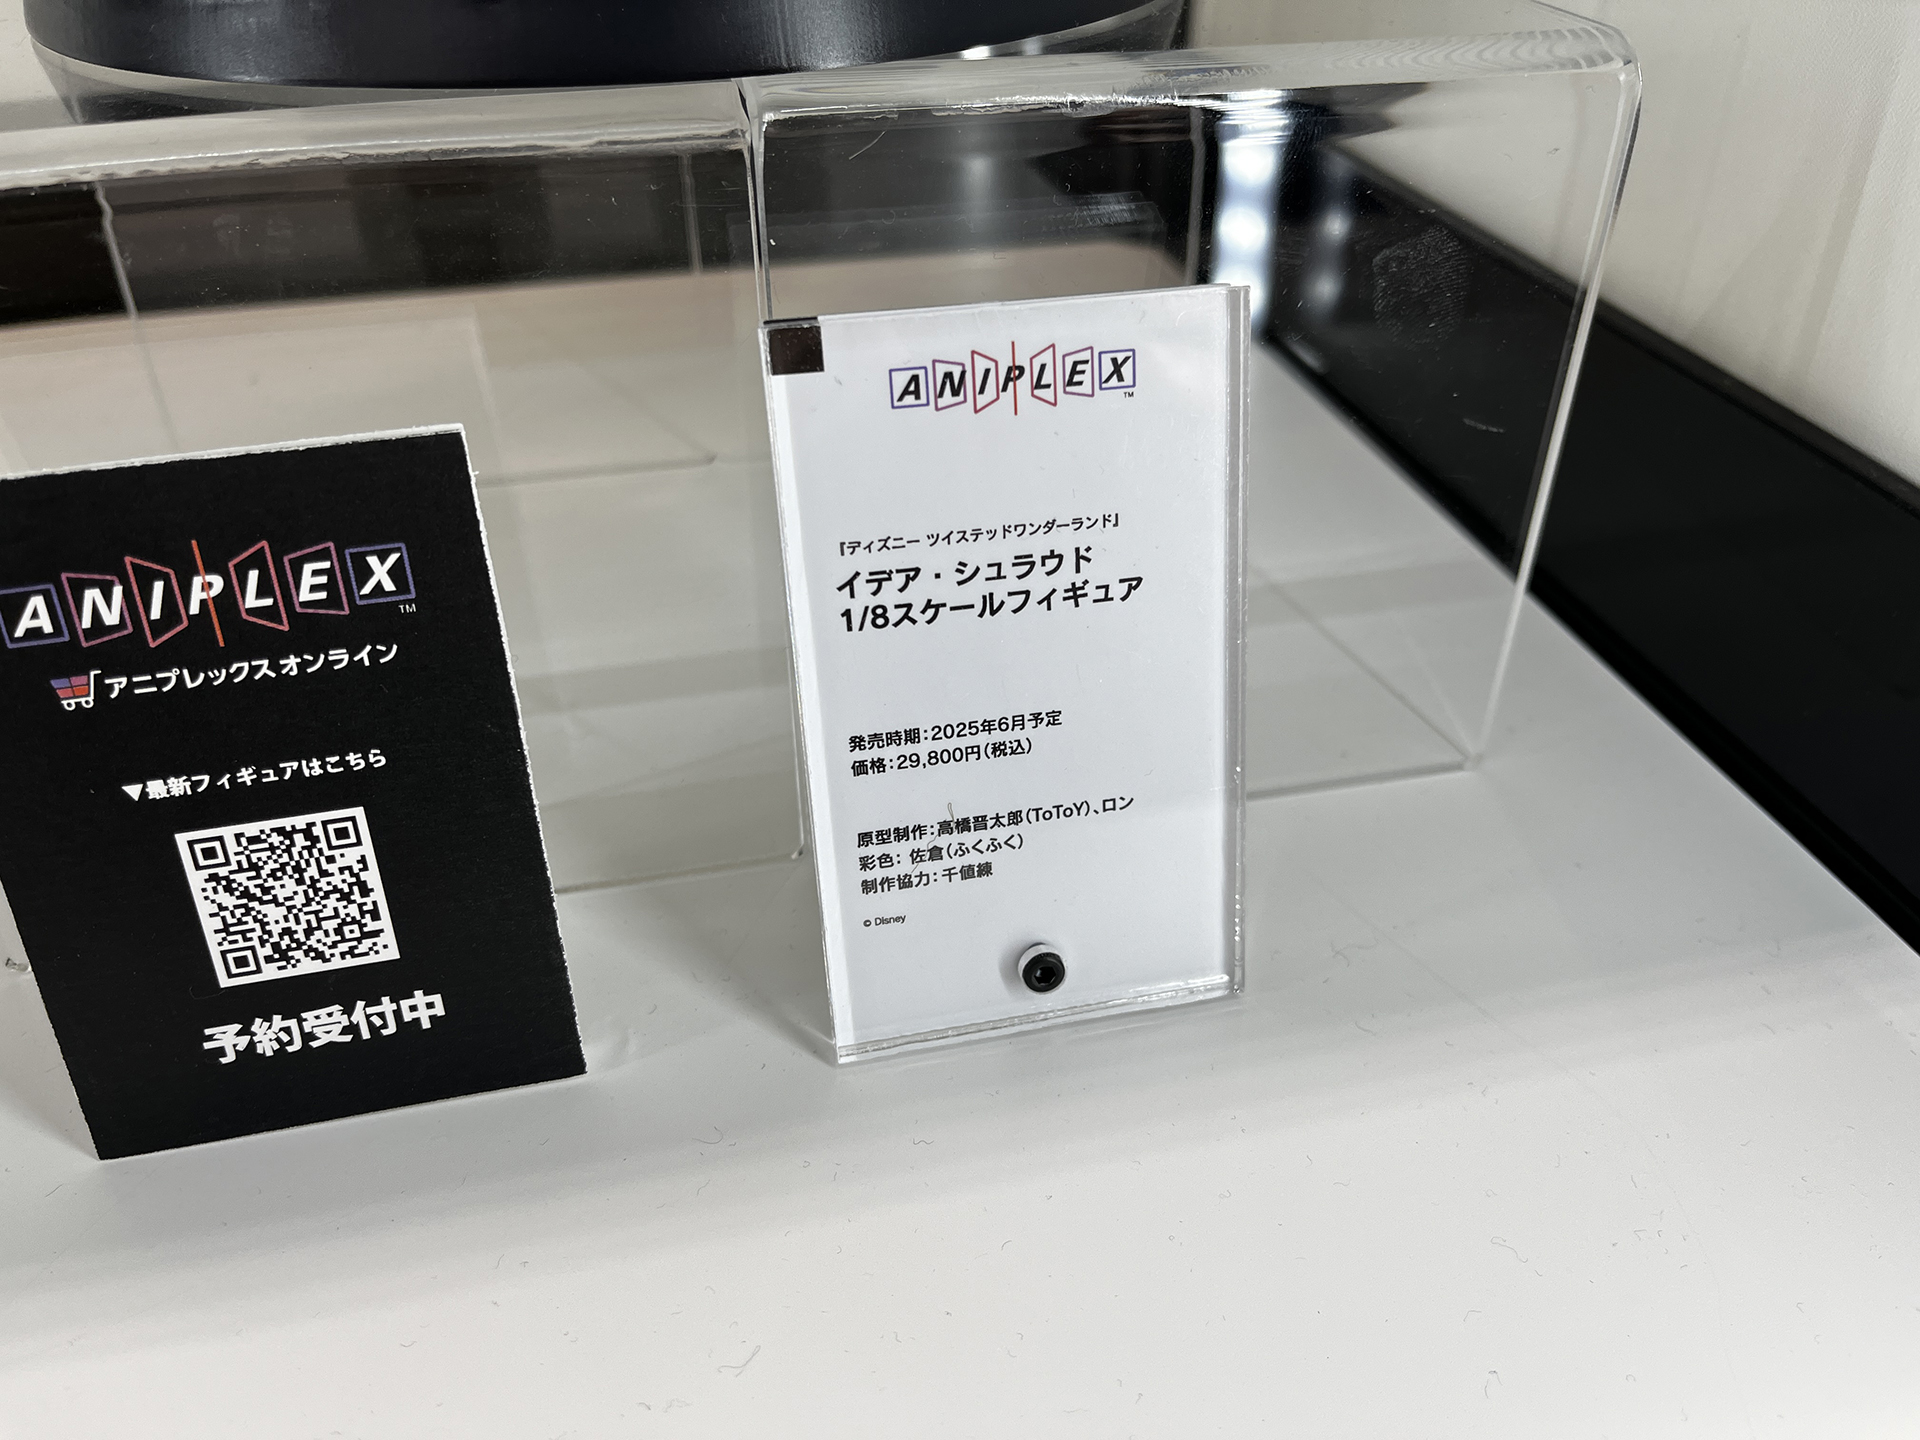 ANIPLEX
TM
アニプレックス オンライン
▼最新フィギュアはこちら
予約受付中
ANIPLEX
TM
『ディズニー ツイステッドワンダーランド』
イデア・シュラウド
1/8スケールフィギュア
発売時期：2025年6月予定
価格：29,800円（税込）
原型制作：高橋晋太郎（ToToY）、ロン
彩色： 佐倉（ふくふく）
制作協力：千値練
© Disney